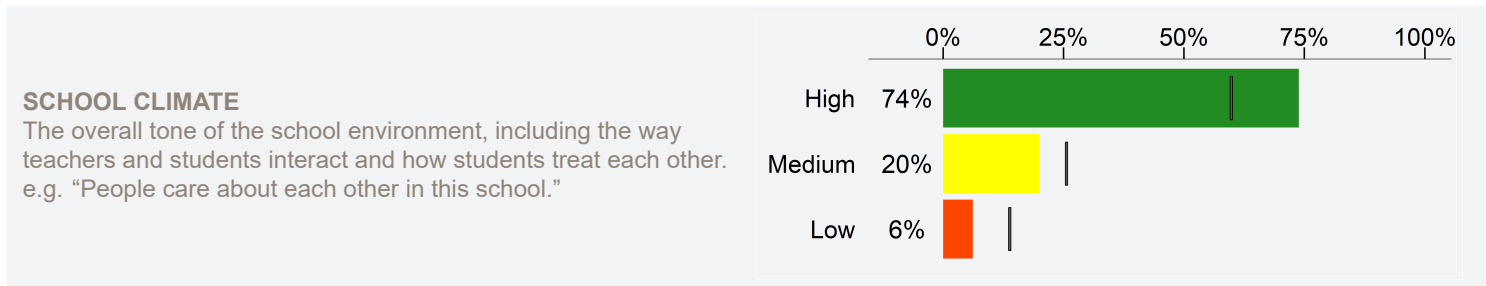 SCHOOL CLIMATE
The overall tone of the school environment, including the way
teachers and students interact and how students treat each other.
e.g. “People care about each other in this school.”
0% 25% 50% 75% 100%
High 74%
Medium 20%
Low 6%